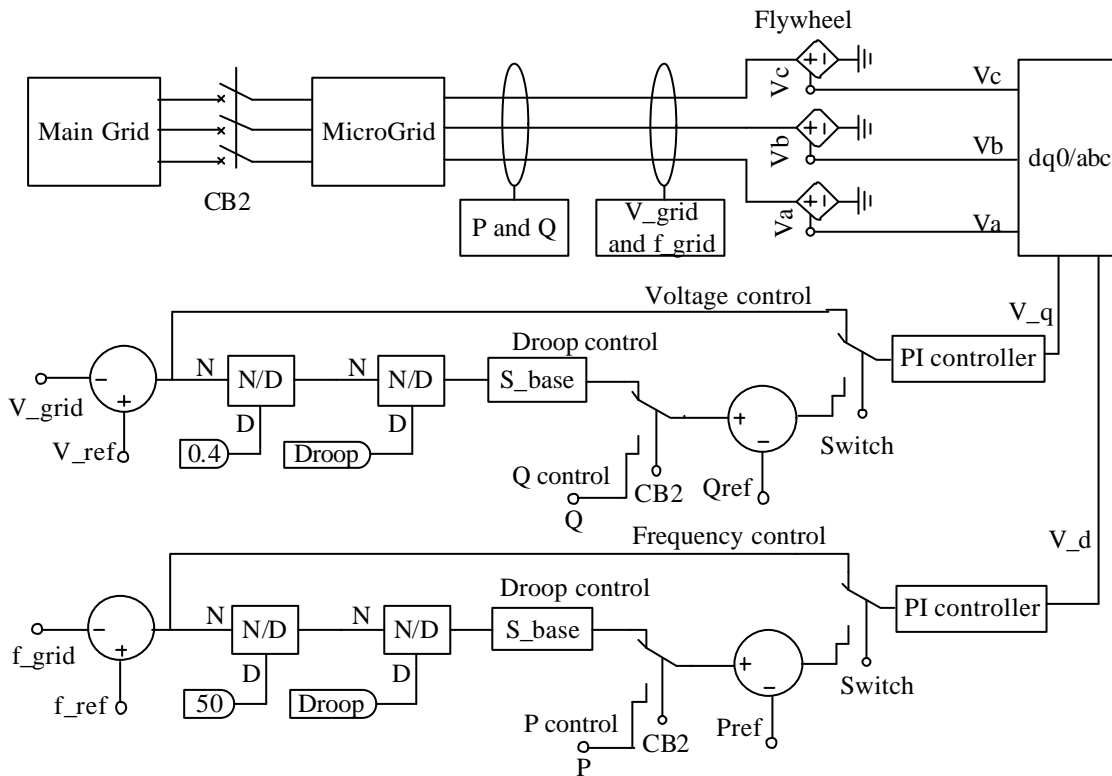 Flywheel
Main Grid
CB2
MicroGrid
P and Q
V_grid
and f_grid
Vc
+ -
Vb
+ -
Va
+ -
Vc
Vb
Va
dq0/abc
Voltage control
V_q
V_grid
-
+
V_ref
N
N/D
D
0.4
N
N/D
D
Droop
Droop control
S_base
Q control
Q
CB2
+
-
Qref
Switch
PI controller
Frequency control
V_d
f_grid
-
+
f_ref
N
N/D
D
50
N
N/D
D
Droop
Droop control
S_base
P control
P
CB2
+
-
Pref
Switch
PI controller